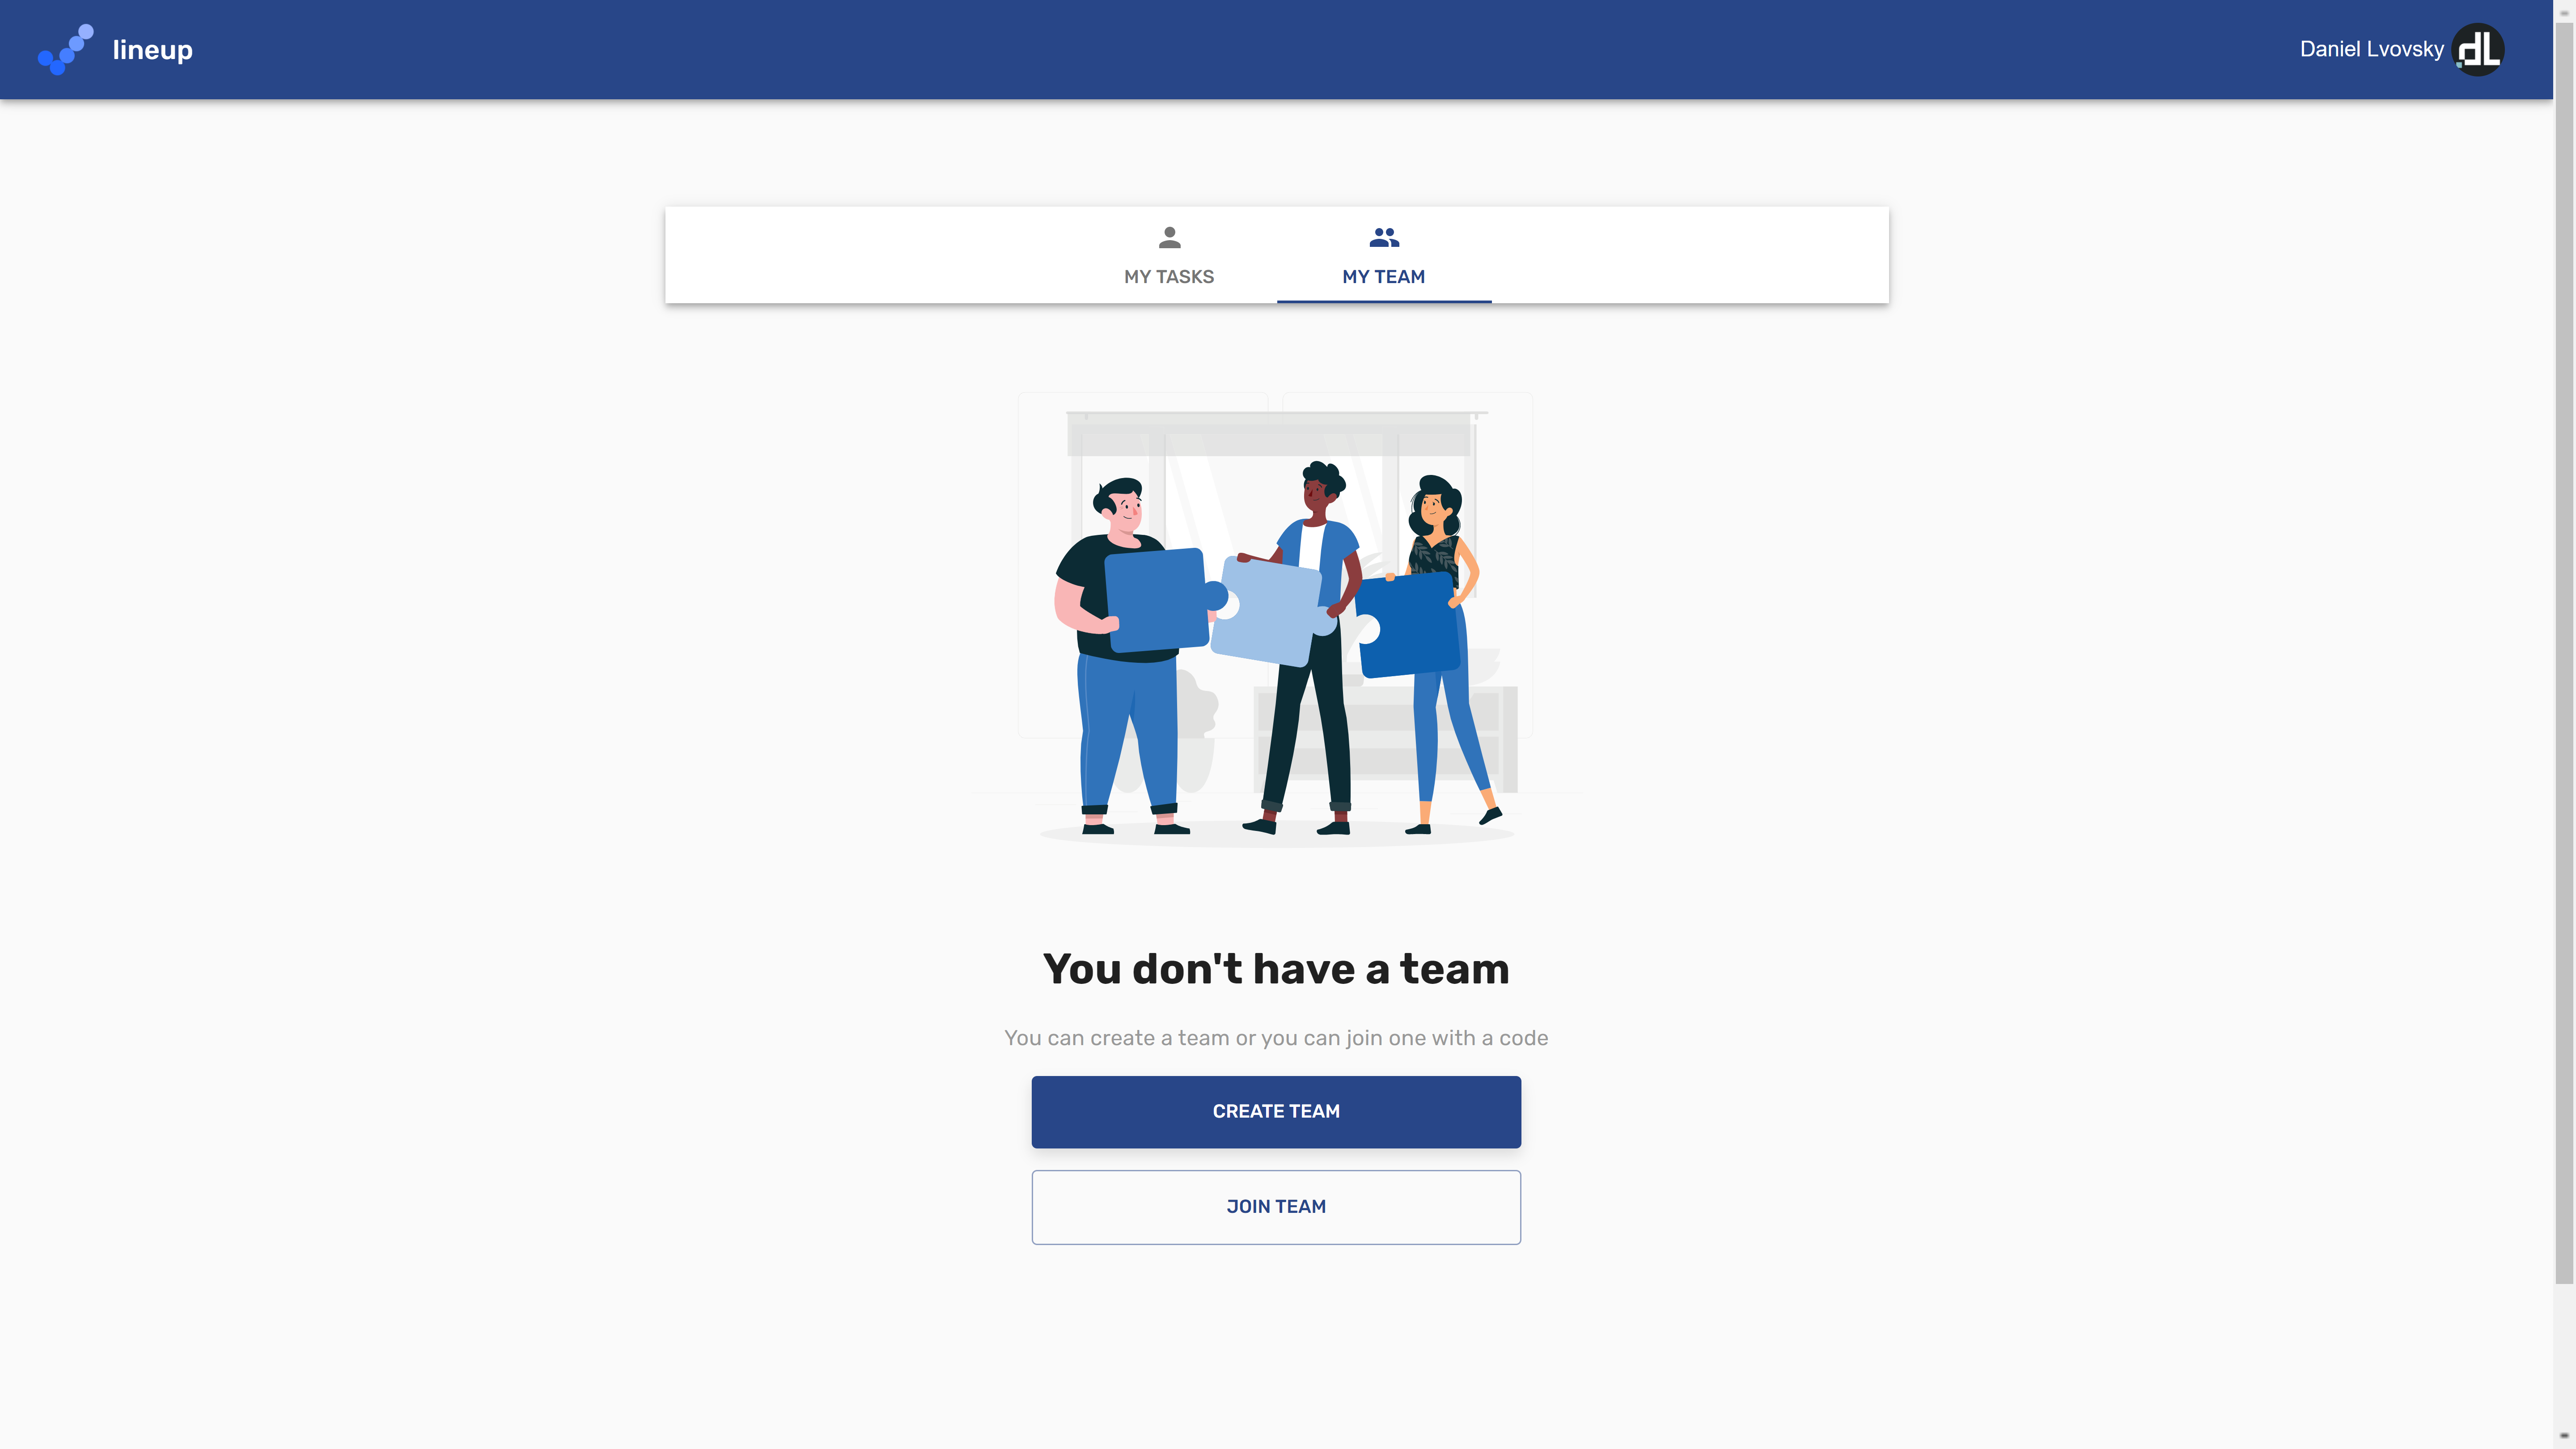 lineup
Daniel Lvovsky
dL
MY TASKS
MY TEAM
You don't have a team
You can create a team or you can join one with a code
CREATE TEAM
JOIN TEAM